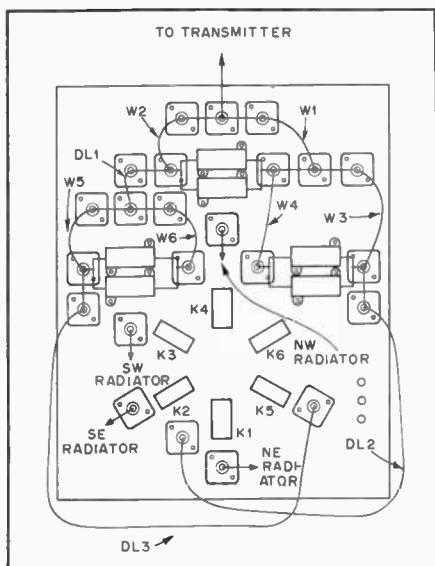 TO TRANSMITTER
W2
W1
DL1
W5
W4
W3
W6
K4
K3
K6
NW
RADIATOR
SW
RADIATOR
K2
K5
SE
RADIATOR
K1
NE
RADI-
ATOR
DL2
DL3